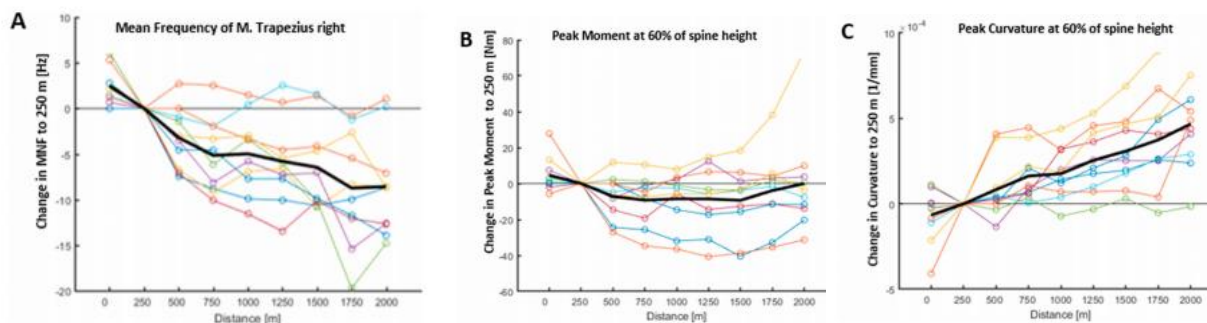 A
Mean Frequency of M. Trapezius right
Change in MNF to 250 m [Hz]
10
5
0
-5
-10
-15
-20
0 250 500 750 1000 1250 1500 1750 2000
Distance [m]
B
Peak Moment at 60% of spine height
Change in Peak Moment to 250 m [Nm]
80
60
40
20
0
-20
-40
-60
0 250 500 750 1000 1250 1500 1750 2000
Distance [m]
C
Peak Curvature at 60% of spine height
Change in Curvature to 250 m [1/mm]
10 ×10⁻⁴
5
0
-5
0 250 500 750 1000 1250 1500 1750 2000
Distance [m]